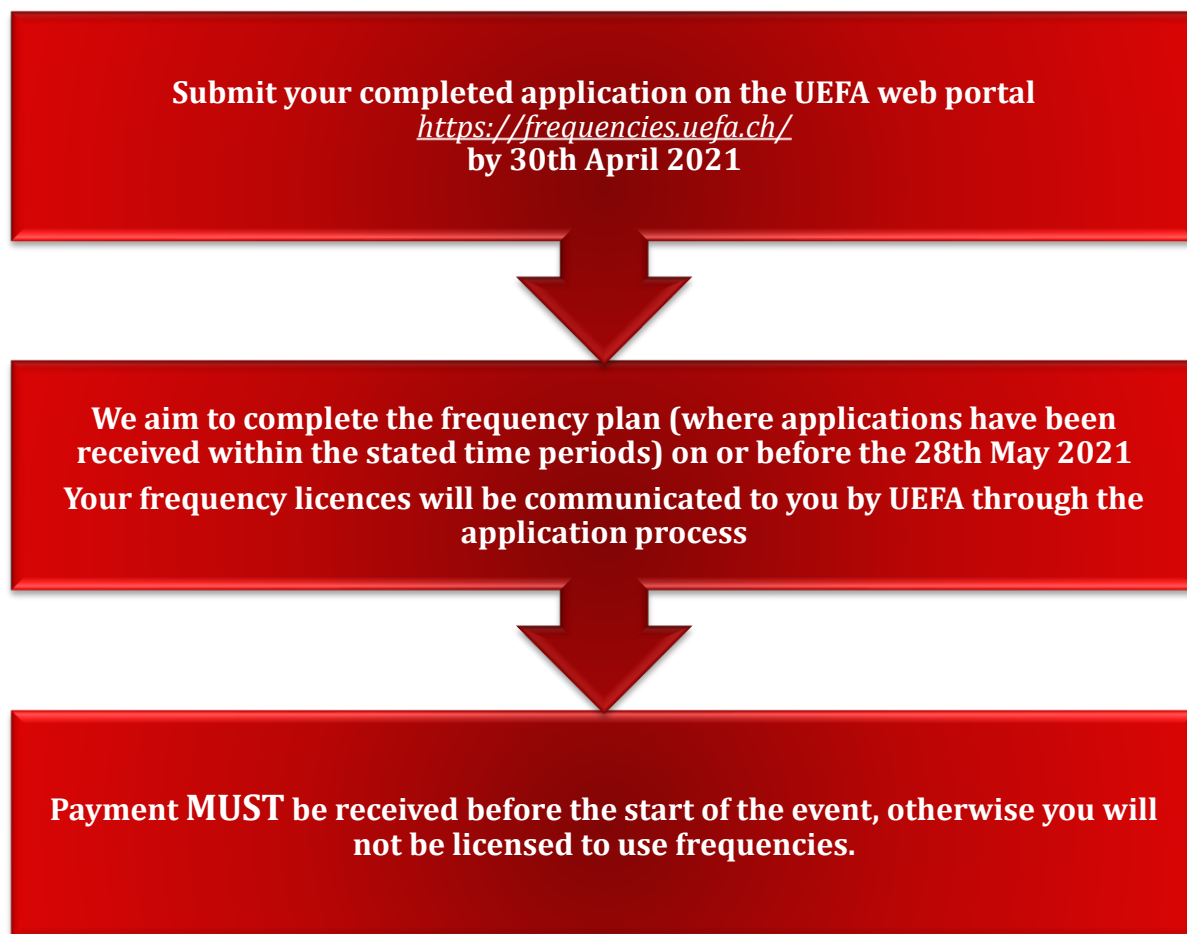 Submit your completed application on the UEFA web portal
https://frequencies.uefa.ch/
by 30th April 2021
We aim to complete the frequency plan (where applications have been
received within the stated time periods) on or before the 28th May 2021
Your frequency licences will be communicated to you by UEFA through the
application process
Payment MUST be received before the start of the event, otherwise you will
not be licensed to use frequencies.